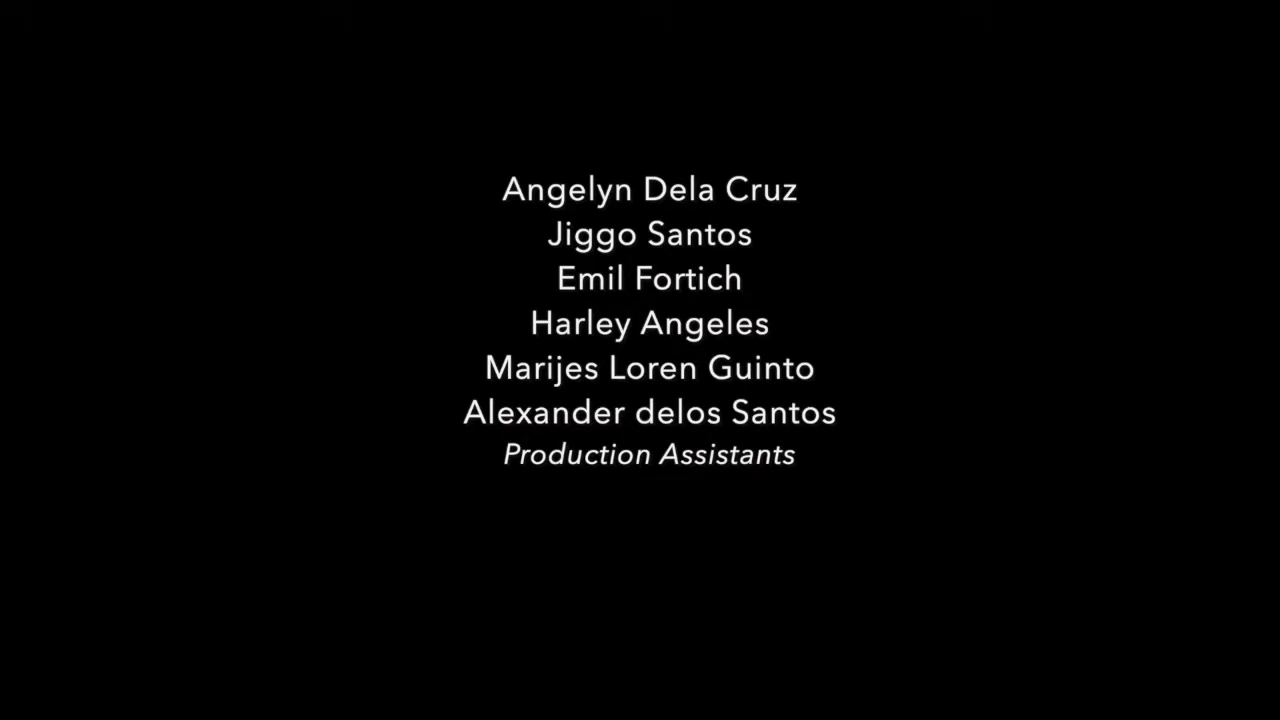 Angelyn Dela Cruz
Jiggo Santos
Emil Fortich
Harley Angeles
Marijes Loren Guinto
Alexander delos Santos
Production Assistants